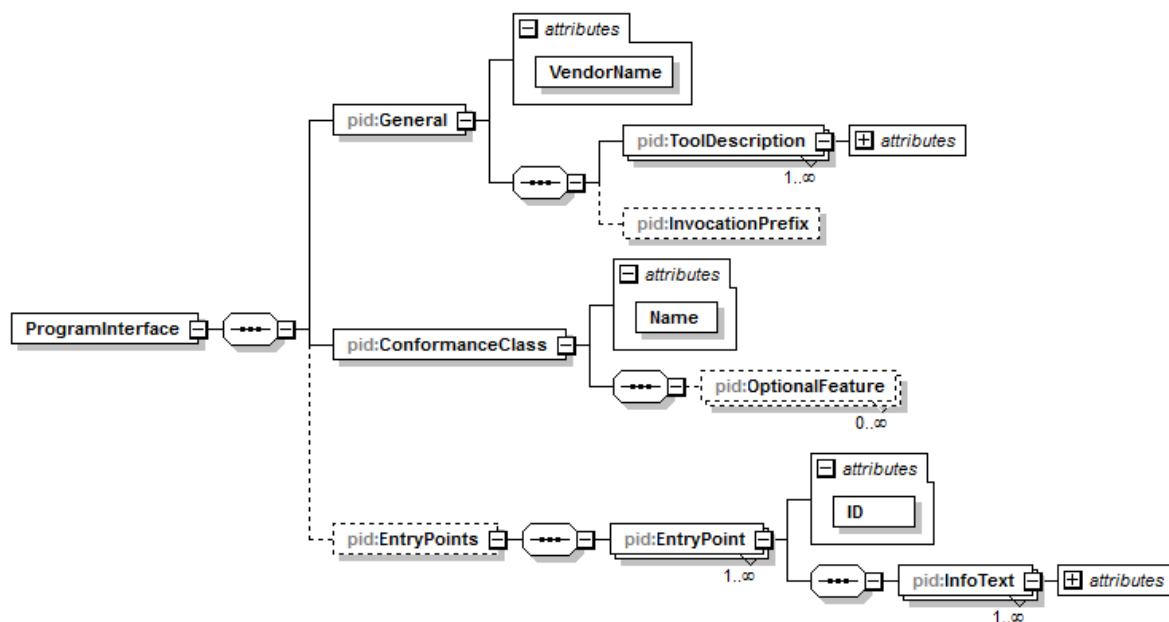 attributes
VendorName
pid:General
pid:ToolDescription
attributes
1..∞
pid:InvocationPrefix
attributes
Name
ProgramInterface
pid:ConformanceClass
pid:OptionalFeature
0..∞
attributes
ID
pid:EntryPoints
pid:EntryPoint
1..∞
pid:InfoText
attributes
1..∞